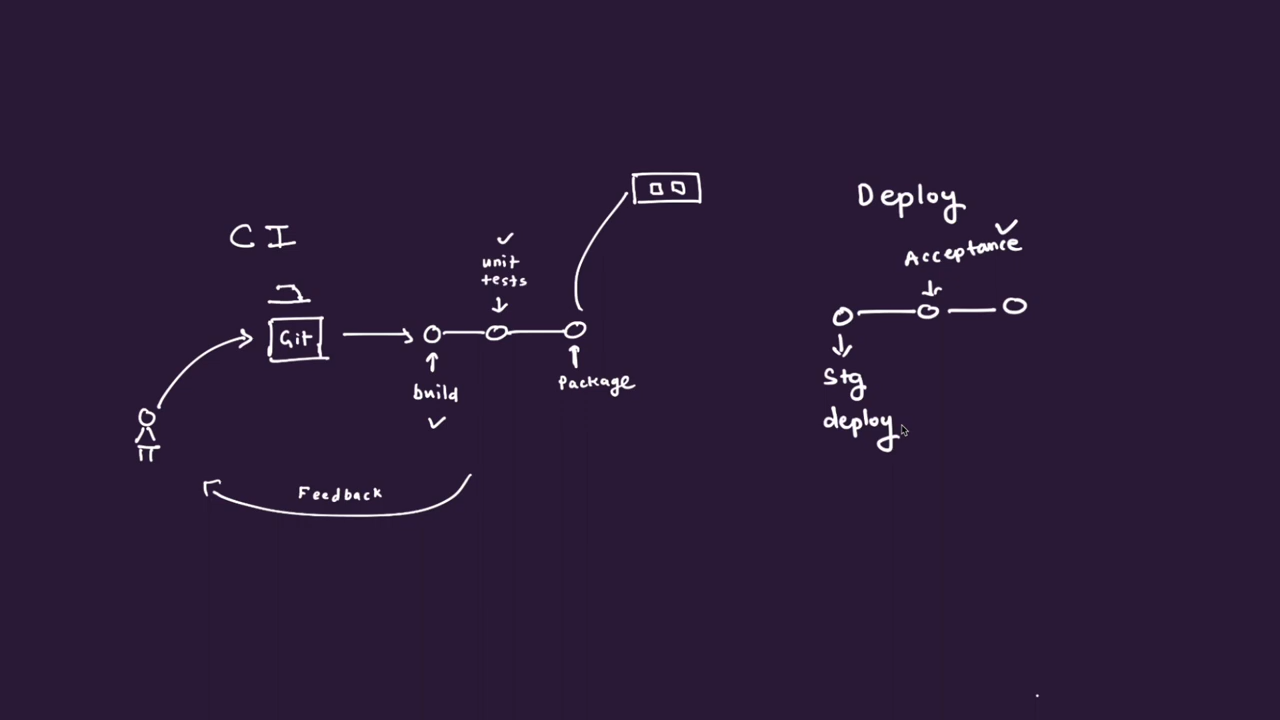 CI
Git
unit
tests
build
Package
Feedback
Deploy
Acceptance
Stg
deploy